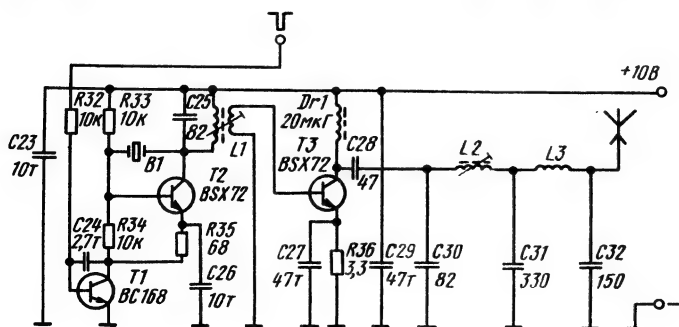 +10В
R32
10к
R33
10к
C25
82
Dr1
20мкГ
C23
10т
B1
L1
T3
BSX72
C28
47
L2
L3
T2
BSX72
C24
2,7т
R34
10к
R35
68
T1
BC168
C26
10т
C27
47т
R36
3,3
C29
47т
C30
82
C31
330
C32
150